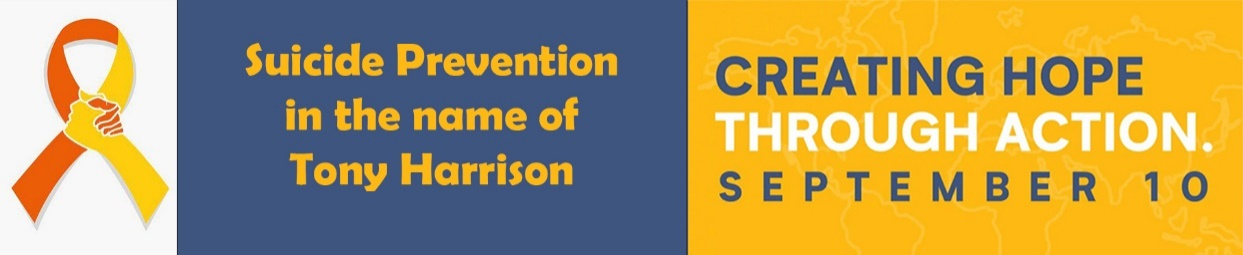 Suicide Prevention
in the name of
Tony Harrison
CREATING HOPE
THROUGH ACTION.
SEPTEMBER 10